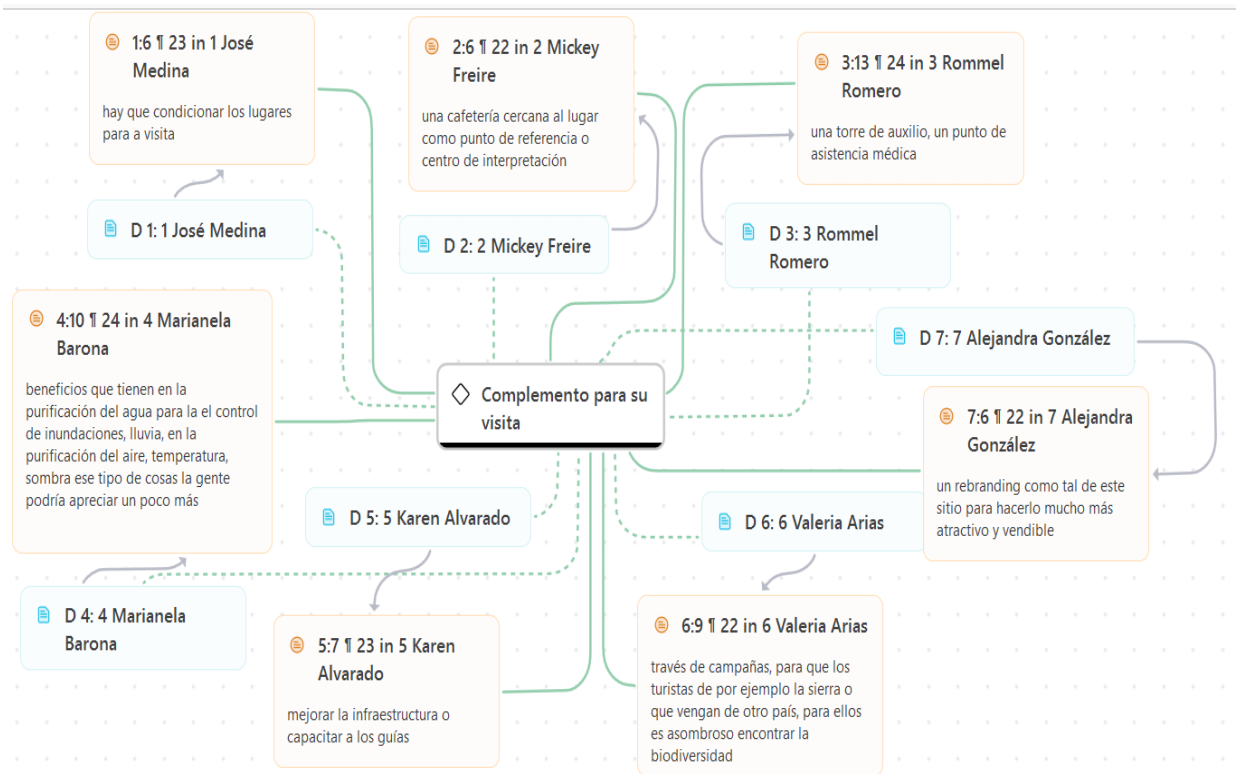 1:6 ¶ 23 in 1 José
Medina
hay que condicionar los lugares
para a visita
2:6 ¶ 22 in 2 Mickey
Freire
una cafetería cercana al lugar
como punto de referencia o
centro de interpretación
3:13 ¶ 24 in 3 Rommel
Romero
una torre de auxilio, un punto de
asistencia médica
D 1: 1 José Medina
D 2: 2 Mickey Freire
D 3: 3 Rommel
Romero
4:10 ¶ 24 in 4 Marianela
Barona
beneficios que tienen en la
purificación del agua para la el control
de inundaciones, lluvia, en la
purificación del aire, temperatura,
sombra ese tipo de cosas la gente
podría apreciar un poco más
D 7: 7 Alejandra González
Complemento para su
visita
7:6 ¶ 22 in 7 Alejandra
González
un rebranding como tal de este
sitio para hacerlo mucho más
atractivo y vendible
D 5: 5 Karen Alvarado
D 6: 6 Valeria Arias
D 4: 4 Marianela
Barona
5:7 ¶ 23 in 5 Karen
Alvarado
mejorar la infraestructura o
capacitar a los guías
6:9 ¶ 22 in 6 Valeria Arias
través de campañas, para que los
turistas de por ejemplo la sierra o
que vengan de otro país, para ellos
es asombroso encontrar la
biodiversidad